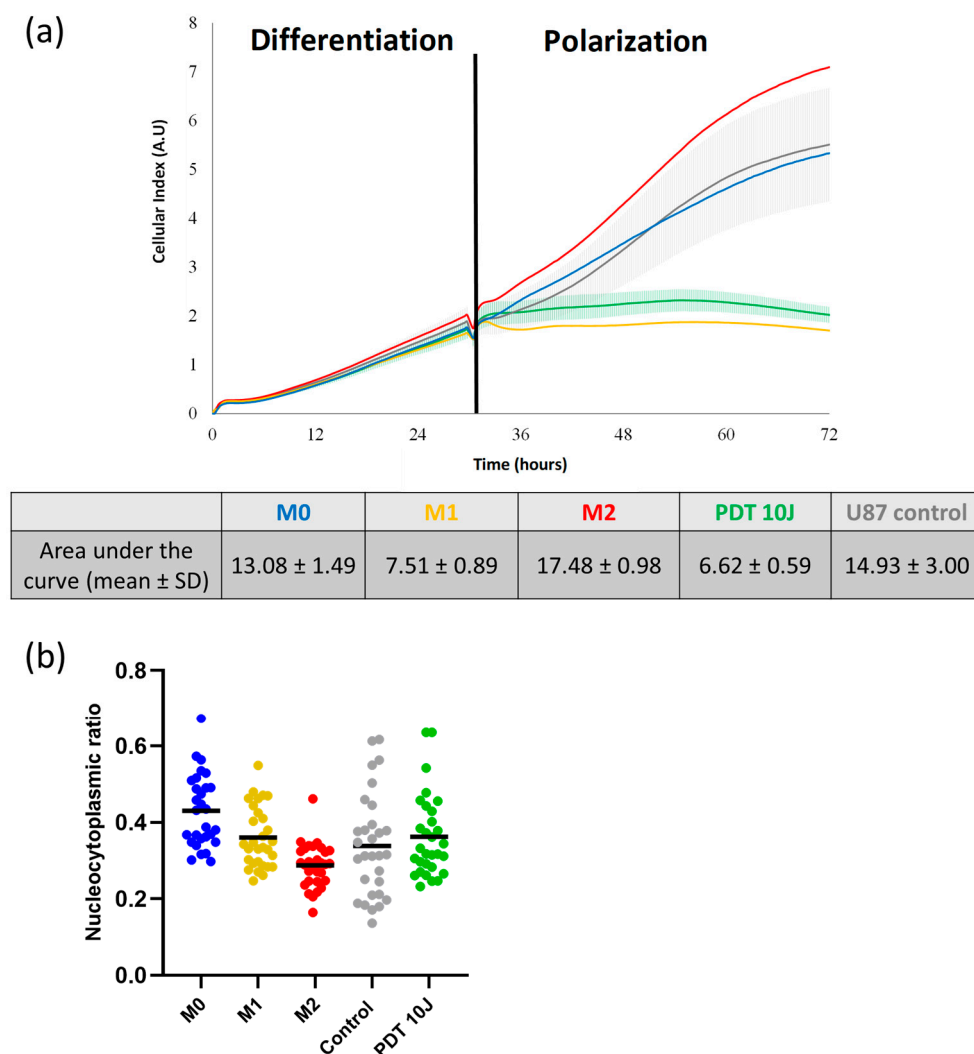 (a)
Differentiation
Polarization
8
7
6
5
4
3
2
1
0
Cellular Index (A.U)
0 12 24 36 48 60 72
Time (hours)
M0 M1 M2 PDT 10J U87 control
Area under the
curve (mean ± SD)
13.08 ± 1.49 7.51 ± 0.89 17.48 ± 0.98 6.62 ± 0.59 14.93 ± 3.00
(b)
0.8
0.6
0.4
0.2
0.0
Nucleocytoplasmic ratio
M0 M1 M2 Control PDT 10J